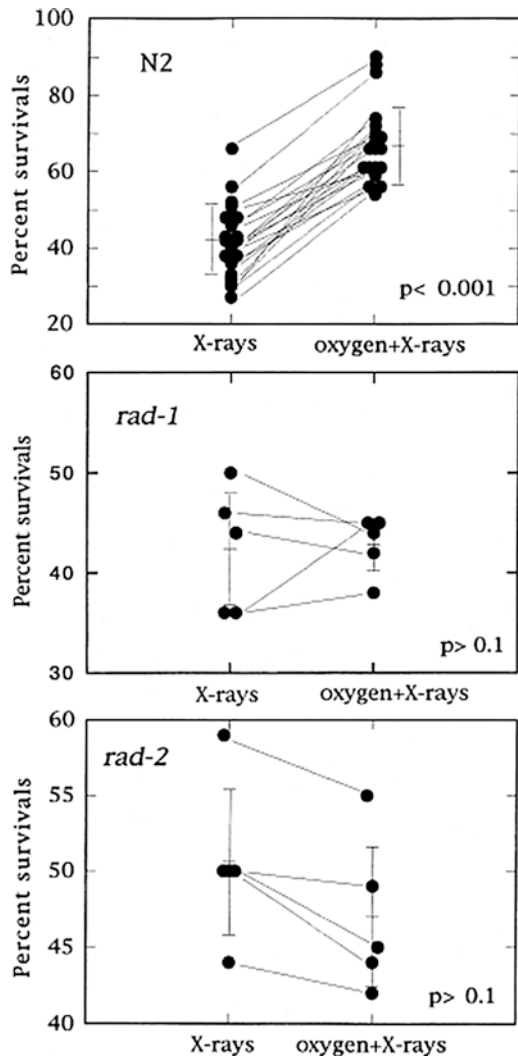 Percent survivals
100
80
60
40
20
N2
p< 0.001
X-rays
oxygen+X-rays
Percent survivals
60
50
40
30
rad-1
p> 0.1
X-rays
oxygen+X-rays
Percent survivals
60
55
50
45
40
rad-2
p> 0.1
X-rays
oxygen+X-rays